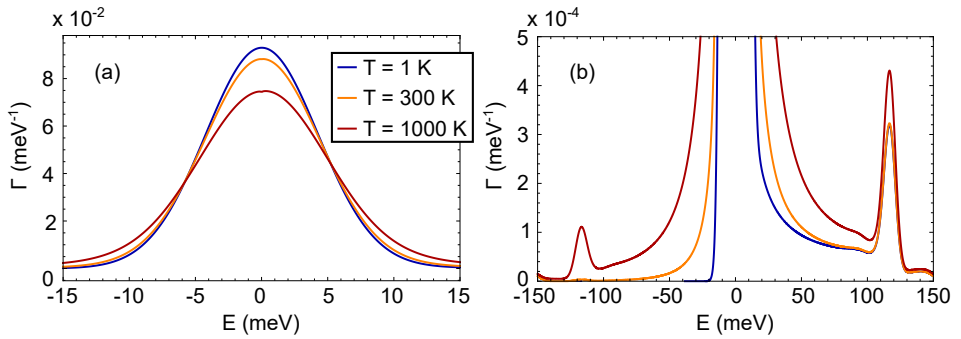 x 10-2
(a)
T = 1 K
T = 300 K
T = 1000 K
Γ (meV-1)
8
6
4
2
0
-15 -10 -5 0 5 10 15
E (meV)
x 10-4
(b)
Γ (meV-1)
5
4
3
2
1
0
-150 -100 -40 0 50 100 150
E (meV)